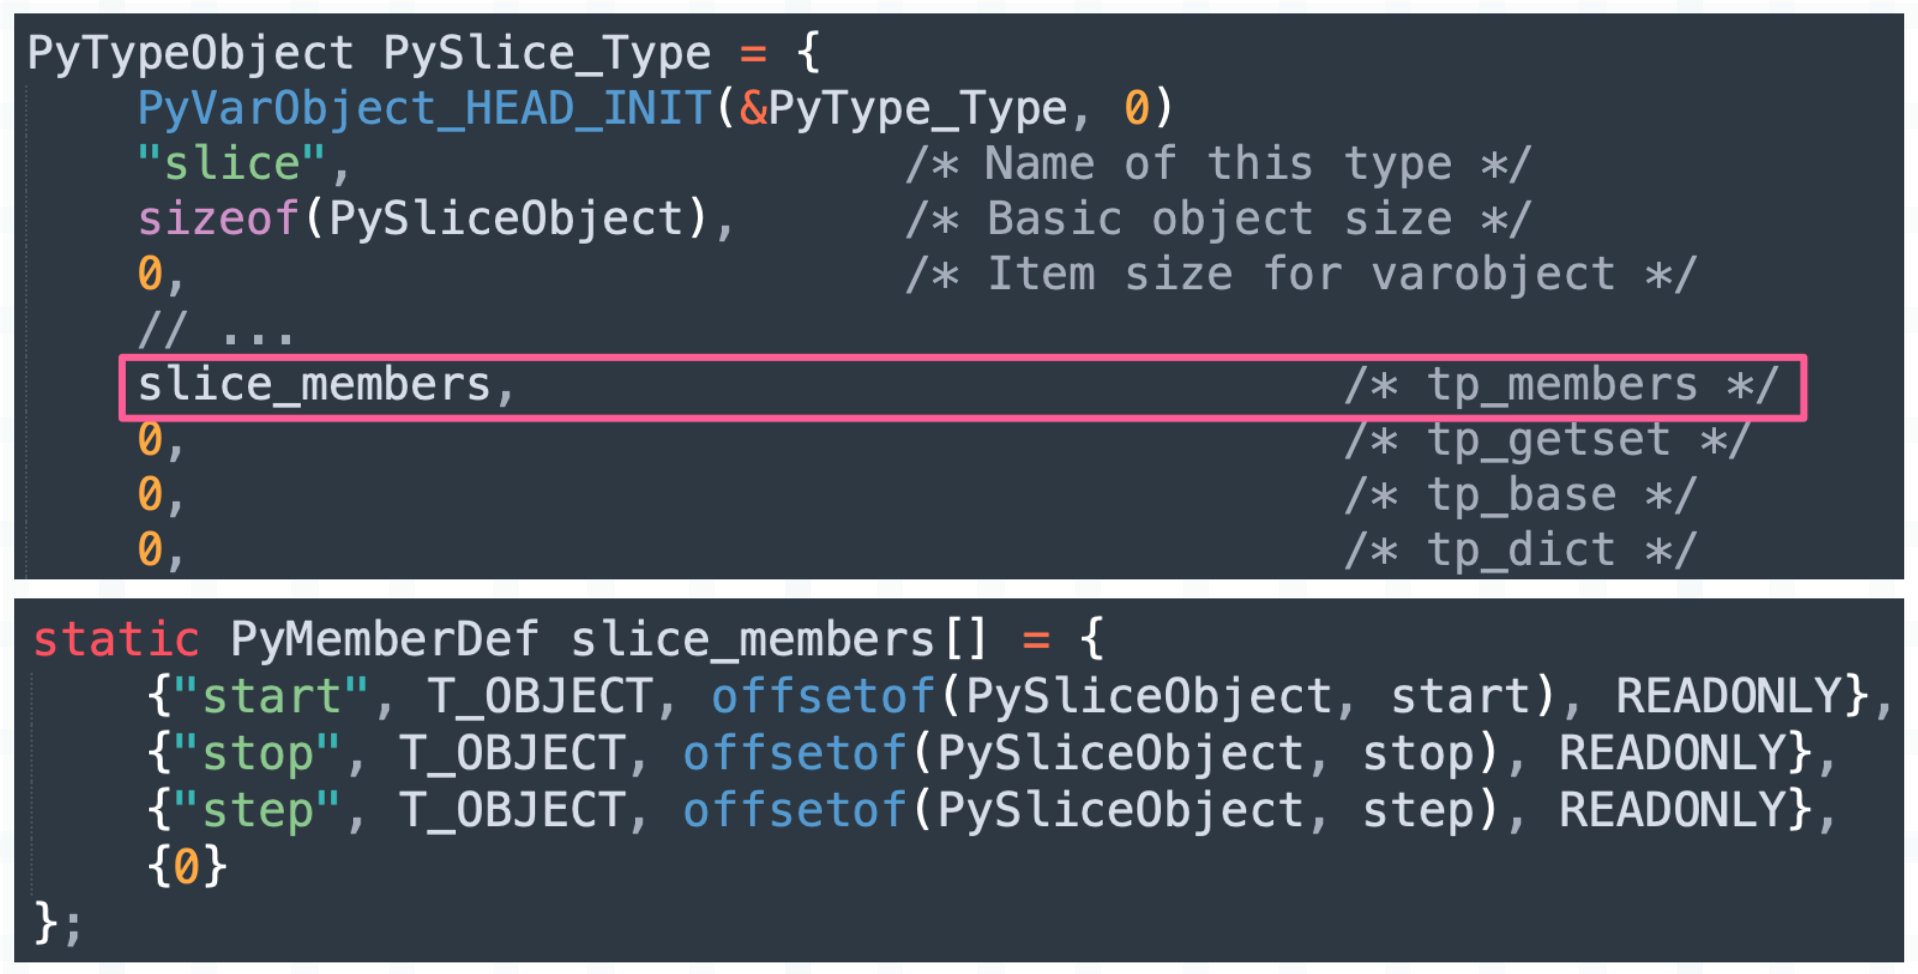 PyTypeObject PySlice_Type = {
    PyVarObject_HEAD_INIT(&PyType_Type, 0)
    "slice",                    /* Name of this type */
    sizeof(PySliceObject),      /* Basic object size */
    0,                          /* Item size for varobject */
    // ...
    slice_members,                              /* tp_members */
    0,                                          /* tp_getset */
    0,                                          /* tp_base */
    0,                                          /* tp_dict */
static PyMemberDef slice_members[] = {
    {"start", T_OBJECT, offsetof(PySliceObject, start), READONLY},
    {"stop", T_OBJECT, offsetof(PySliceObject, stop), READONLY},
    {"step", T_OBJECT, offsetof(PySliceObject, step), READONLY},
    {0}
};